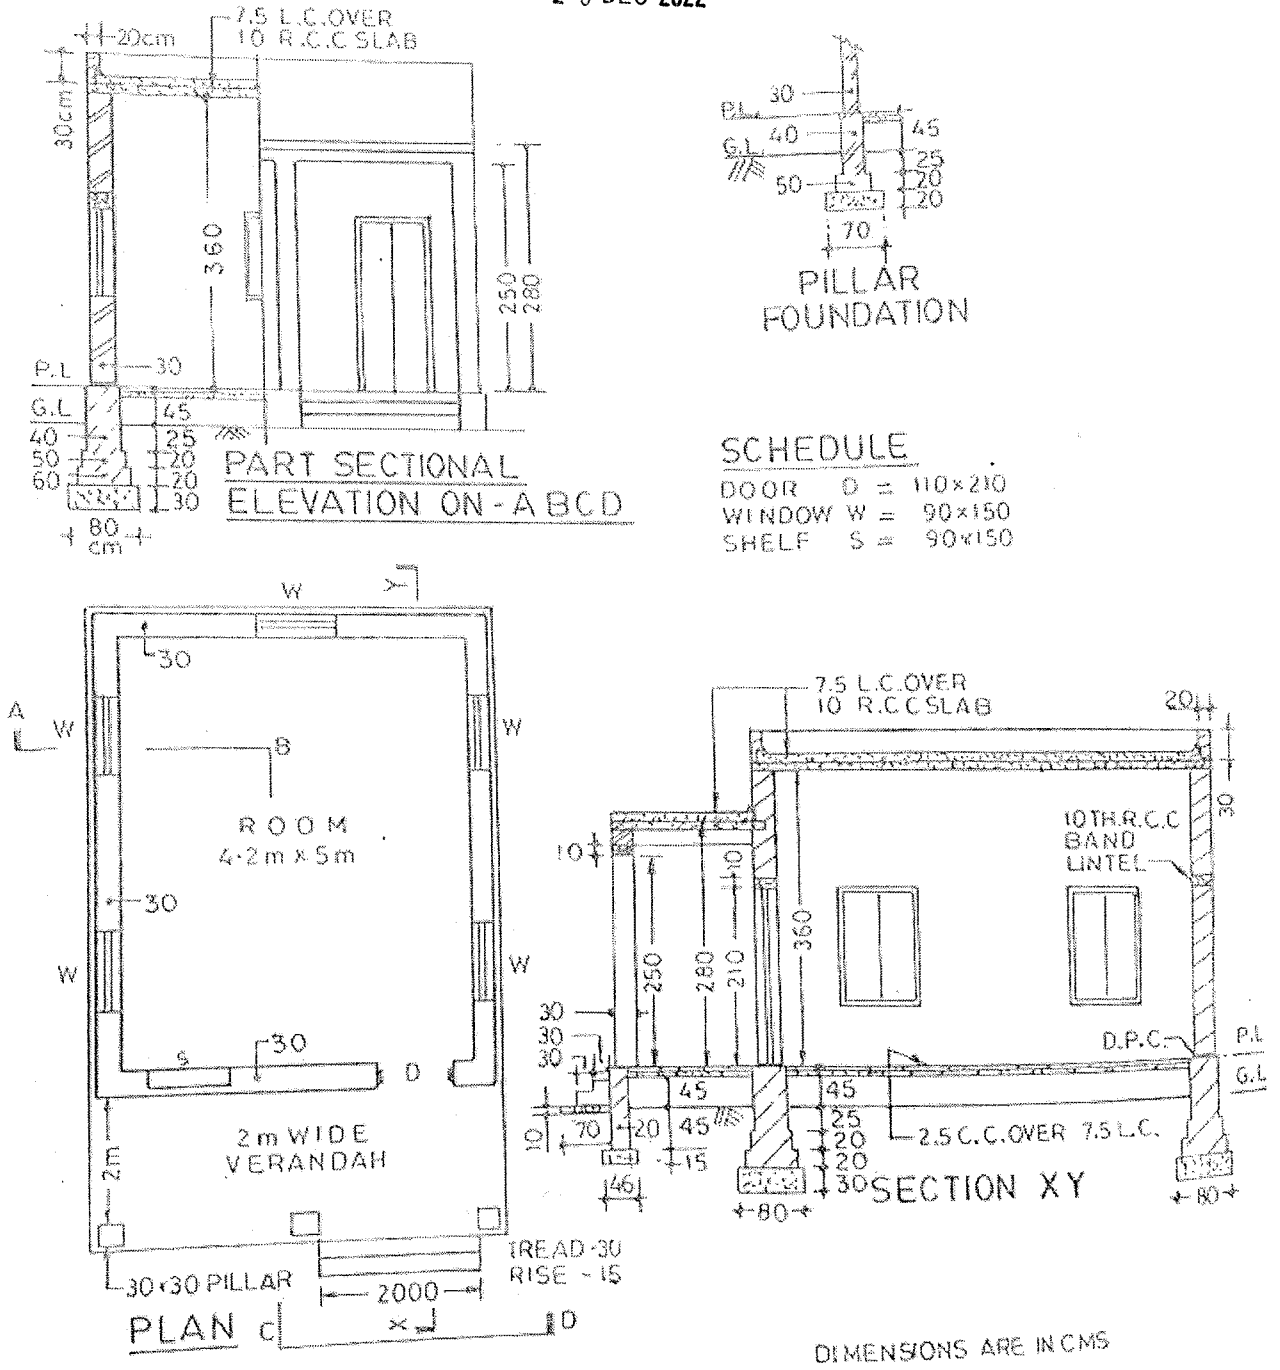 DEC 2022
7.5 L.C.OVER
10 R.C.C SLAB
20cm
30cm
360
250
280
P.L
30
G.L
45
40
25
50
20
60
20
30
80
cm
PART SECTIONAL
ELEVATION ON - A BCD
P.L.
30
G.L.
40
45
25
50
20
20
70
PILLAR
FOUNDATION
SCHEDULE
DOOR D = 110×210
WINDOW W = 90×150
SHELF S = 90×150
Y
W
30
A
W
W
B
ROOM
4.2m × 5m
30
W
W
S
30
D
2m WIDE
VERANDAH
2m
30×30 PILLAR
TREAD-30
RISE - 15
2000
PLAN
C
X
D
7.5 L.C.OVER
10 R.C.C SLAB
20
30
10 TH.R.C.C
BAND
LINTEL
10
10
250
280
210
360
30
30
30
D.P.C.
P.L
G.L
45
45
10
70
20
45
15
25
20
20
30
2.5 C.C.OVER 7.5 L.C.
46
80
SECTION XY
80
DIMENSIONS ARE IN CMS